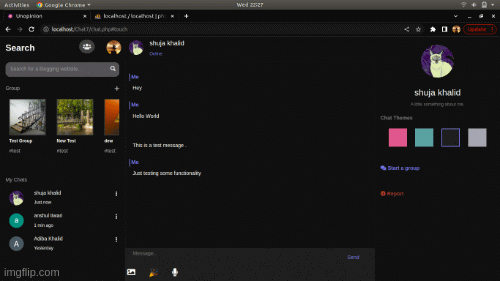 Activities
Google Chrome
Wed 22:27
Unopinion
localhost / localhost | ph
localhost/Chat7/chat.php#touch
Update
Search
Search for a blogging website
Group
Test Group
#test
New Test
#test
dew
#test
My Chats
shuja khalid
Just now
anshul tiwari
1 min ago
Adiba Khalid
Yesterday
shuja khalid
Online
Me
Hey
Me
Hello World
This is a test message .
Me
Just testing some functionality
Message..
Send
shuja khalid
A little something about me.
Chat Themes
Start a group
Report
imgflip.com